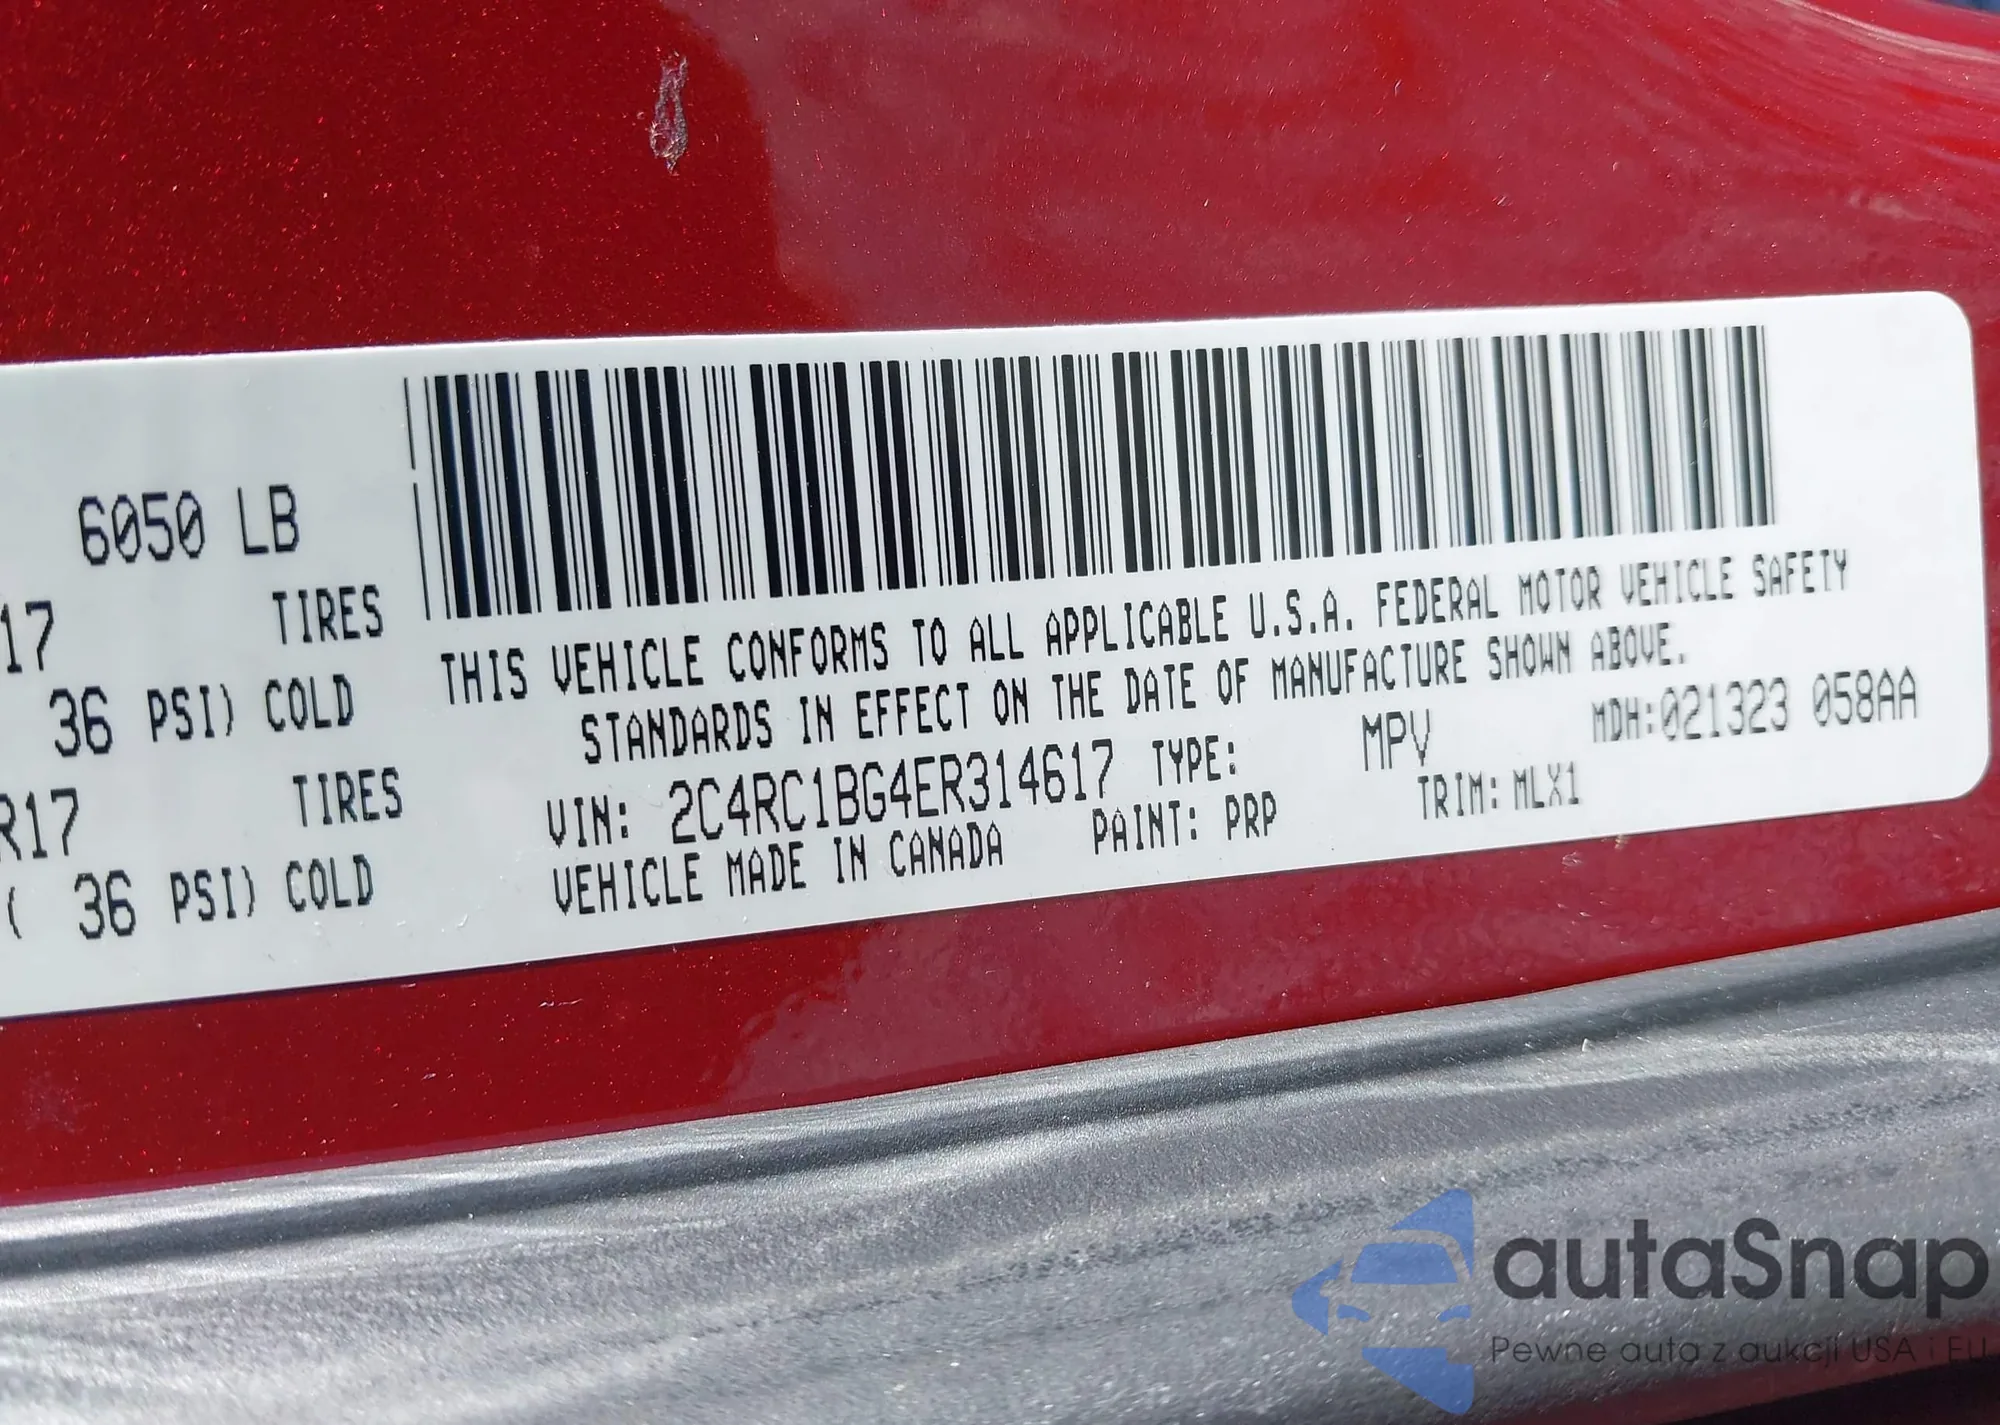 6050 LB
17 TIRES
36 PSI) COLD
R17 TIRES
( 36 PSI) COLD
THIS VEHICLE CONFORMS TO ALL APPLICABLE U.S.A. FEDERAL MOTOR VEHICLE SAFETY
STANDARDS IN EFFECT ON THE DATE OF MANUFACTURE SHOWN ABOVE.
VIN: 2C4RC1BG4ER314617 TYPE: MPV MDH:021323 058AA
VEHICLE MADE IN CANADA PAINT: PRP TRIM: MLX1
autaSnap
Pewne auta z aukcji USA i EU